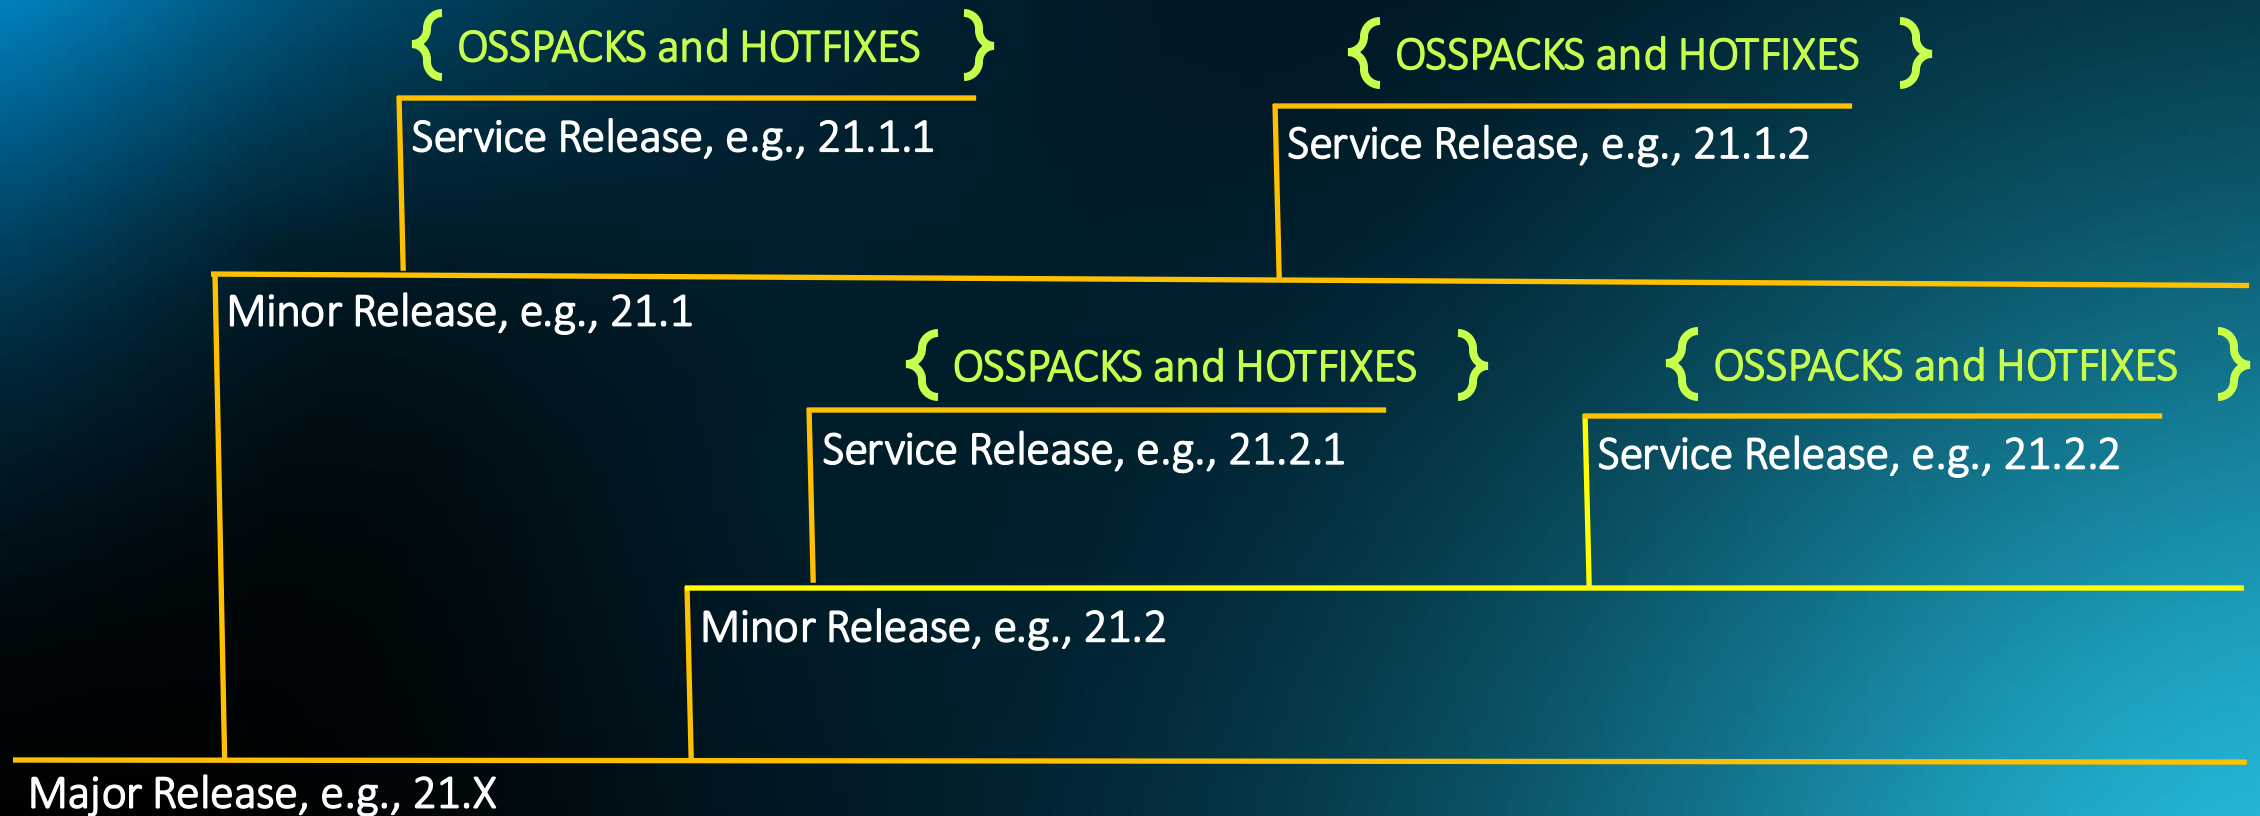 { OSSPACKS and HOTFIXES }
{ OSSPACKS and HOTFIXES }
Service Release, e.g., 21.1.1
Service Release, e.g., 21.1.2
Minor Release, e.g., 21.1
{ OSSPACKS and HOTFIXES }
{ OSSPACKS and HOTFIXES }
Service Release, e.g., 21.2.1
Service Release, e.g., 21.2.2
Minor Release, e.g., 21.2
Major Release, e.g., 21.X